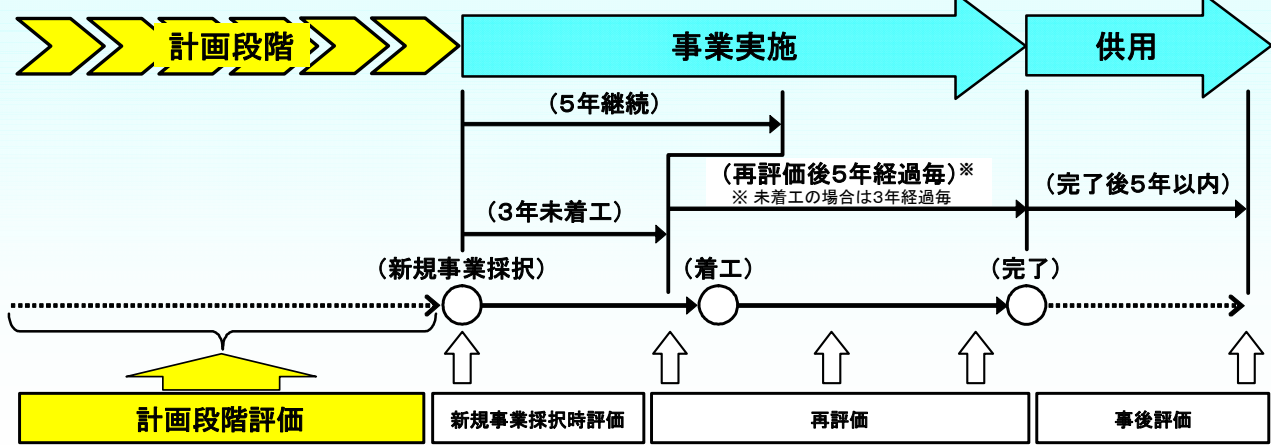 計画段階
事業実施
供用
（5年継続）
（再評価後5年経過毎）※
※ 未着工の場合は3年経過毎
（完了後5年以内）
（3年未着工）
（新規事業採択）
（着工）
（完了）
計画段階評価
新規事業採択時評価
再評価
事後評価